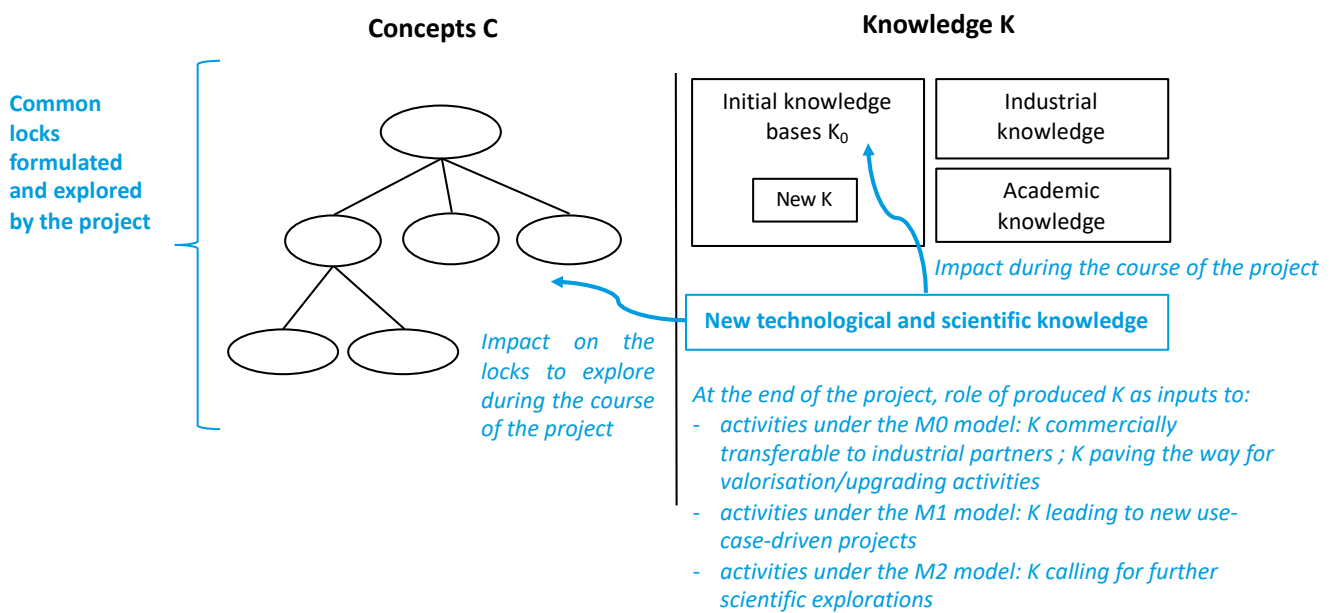 Concepts C
Knowledge K
Common
locks
formulated
and explored
by the project
Initial knowledge
bases K₀
New K
Industrial
knowledge
Academic
knowledge
Impact during the course of the project
New technological and scientific knowledge
Impact on the
locks to explore
during the course
of the project
At the end of the project, role of produced K as inputs to:
- activities under the M0 model: K commercially
transferable to industrial partners ; K paving the way for
valorisation/upgrading activities
- activities under the M1 model: K leading to new use-
case-driven projects
- activities under the M2 model: K calling for further
scientific explorations